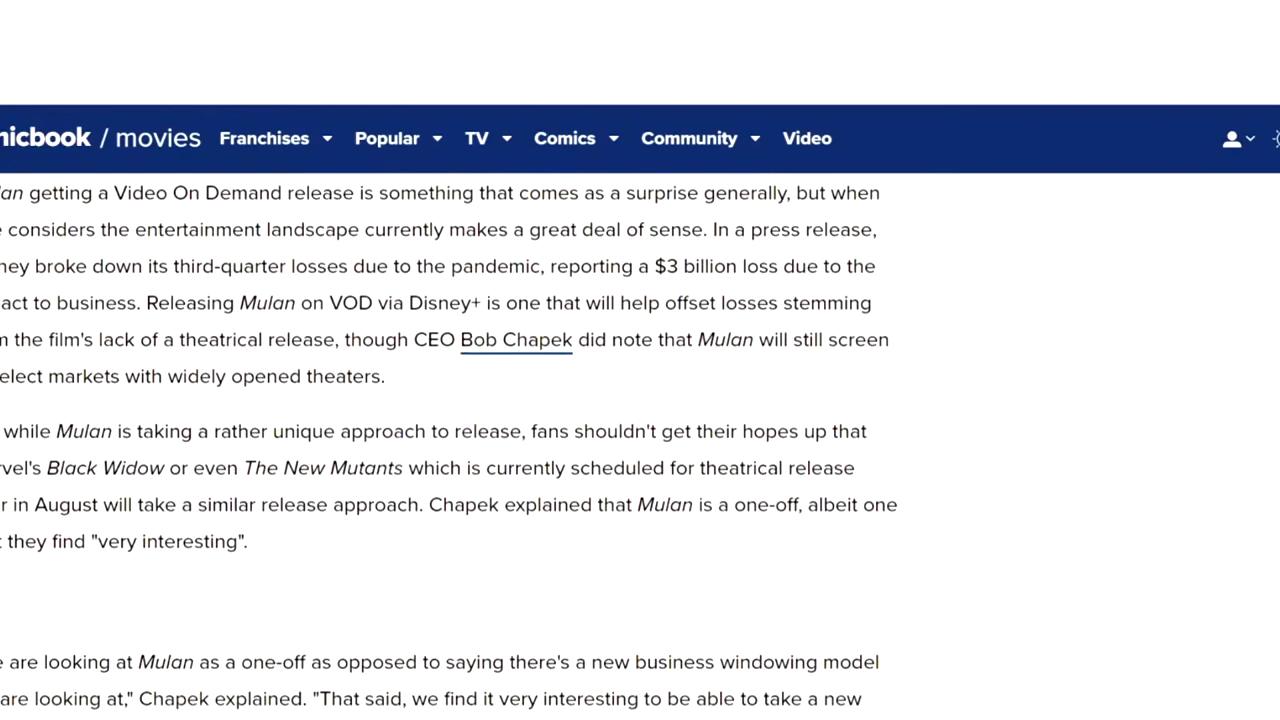 nicbook / movies Franchises Popular TV Comics Community Video
an getting a Video On Demand release is something that comes as a surprise generally, but when
considers the entertainment landscape currently makes a great deal of sense. In a press release,
ney broke down its third-quarter losses due to the pandemic, reporting a $3 billion loss due to the
act to business. Releasing Mulan on VOD via Disney+ is one that will help offset losses stemming
the film's lack of a theatrical release, though CEO Bob Chapek did note that Mulan will still screen
elect markets with widely opened theaters.
while Mulan is taking a rather unique approach to release, fans shouldn't get their hopes up that
vel's Black Widow or even The New Mutants which is currently scheduled for theatrical release
r in August will take a similar release approach. Chapek explained that Mulan is a one-off, albeit one
they find "very interesting".
are looking at Mulan as a one-off as opposed to saying there's a new business windowing model
are looking at," Chapek explained. "That said, we find it very interesting to be able to take a new